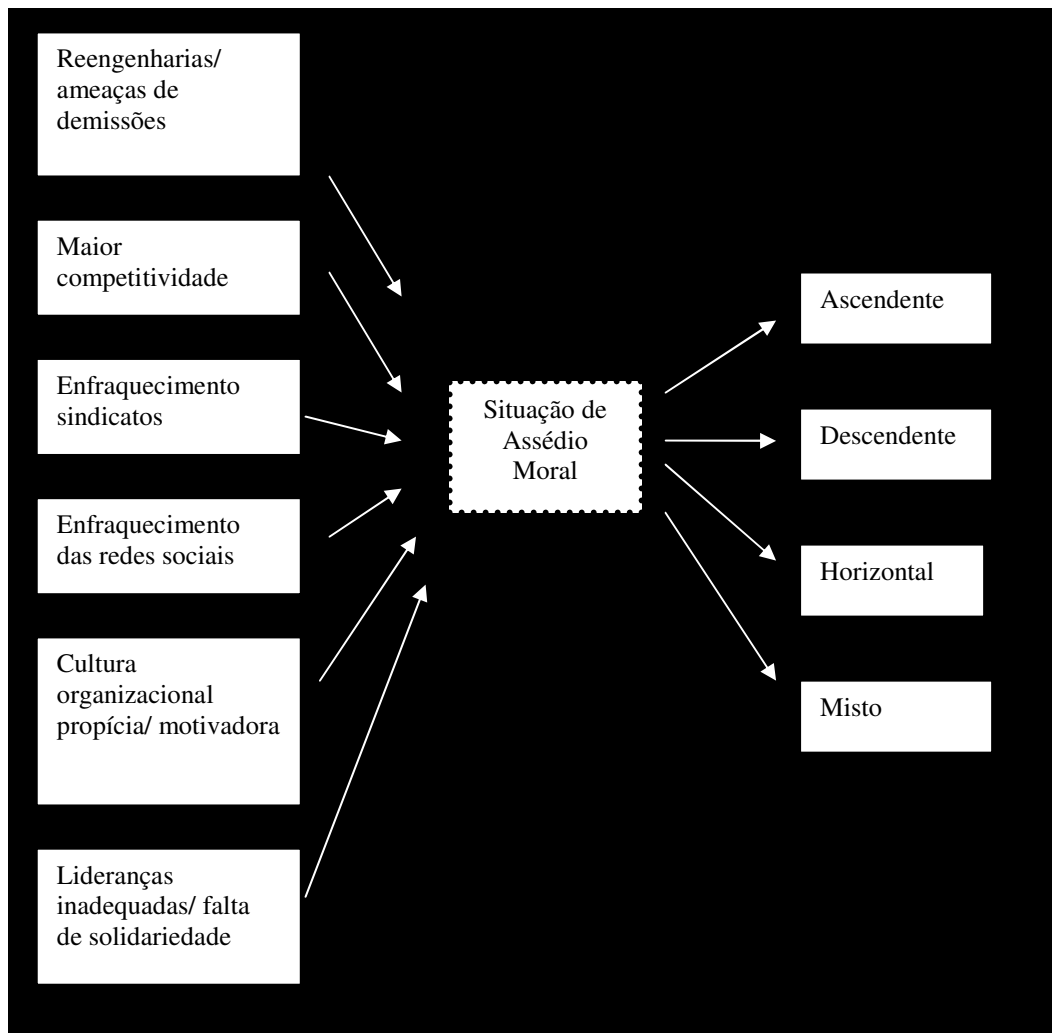 Reengenharias/
ameaças de
demissões
Maior
competitividade
Enfraquecimento
sindicatos
Enfraquecimento
das redes sociais
Cultura
organizacional
propícia/ motivadora
Lideranças
inadequadas/ falta
de solidariedade
Situação de
Assédio
Moral
Ascendente
Descendente
Horizontal
Misto